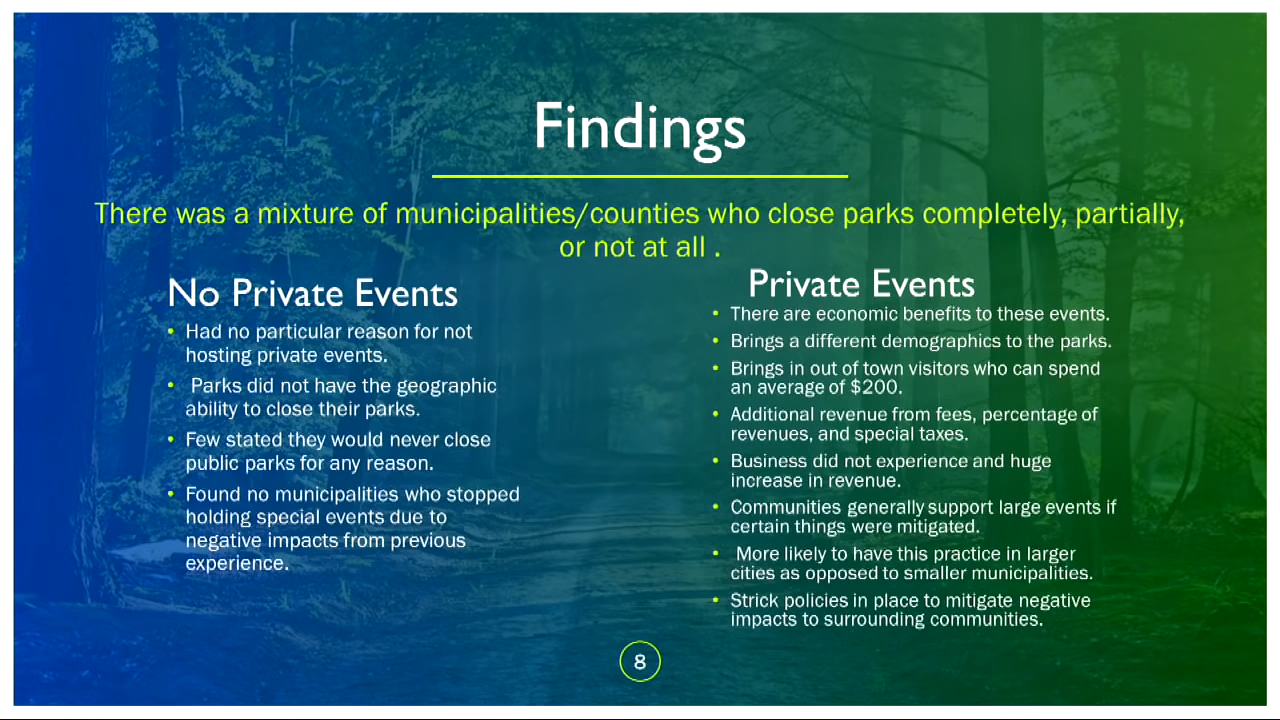 Findings
There was a mixture of municipalities/counties who close parks completely, partially,
or not at all .
No Private Events
• Had no particular reason for not
hosting private events.
• Parks did not have the geographic
ability to close their parks.
• Few stated they would never close
public parks for any reason.
• Found no municipalities who stopped
holding special events due to
negative impacts from previous
experience.
Private Events
• There are economic benefits to these events.
• Brings a different demographics to the parks.
• Brings in out of town visitors who can spend
an average of $200.
• Additional revenue from fees, percentage of
revenues, and special taxes.
• Business did not experience and huge
increase in revenue.
• Communities generally support large events if
certain things were mitigated.
• More likely to have this practice in larger
cities as opposed to smaller municipalities.
• Strick policies in place to mitigate negative
impacts to surrounding communities.
8